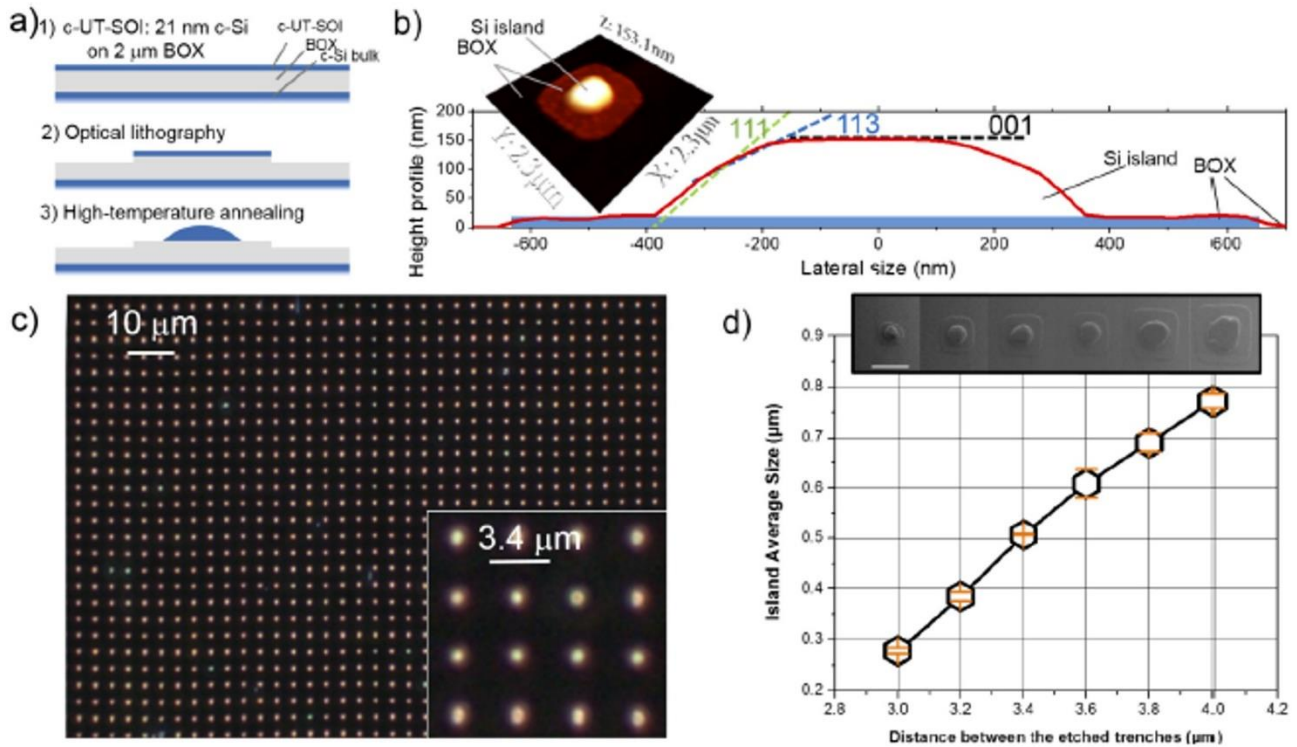 a)
1) c-UT-SOI: 21 nm c-Si
on 2 μm BOX
c-UT-SOI
BOX
c-Si bulk
2) Optical lithography
3) High-temperature annealing
b)
Si island
BOX
Z: 153.1nm
Y: 2.3μm
X: 2.3μm
111
113
001
Si island
BOX
Height profile (nm)
200
150
100
50
0
-600
-400
-200
0
200
400
600
Lateral size (nm)
c)
10 μm
3.4 μm
d)
Island Average Size (μm)
0.9
0.8
0.7
0.6
0.5
0.4
0.3
0.2
2.8
3.0
3.2
3.4
3.6
3.8
4.0
4.2
Distance between the etched trenches (μm)